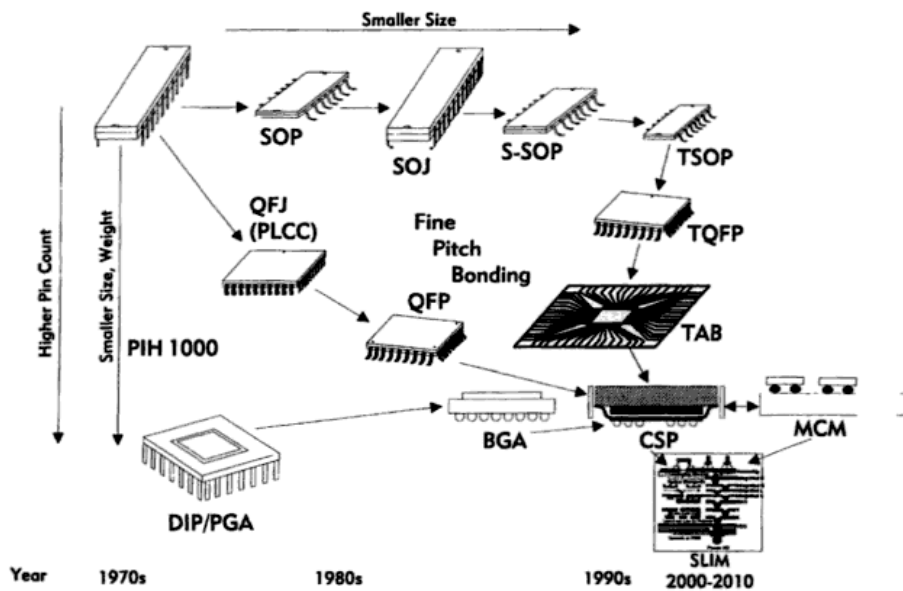 Smaller Size
SOP
SOJ
S-SOP
TSOP
Higher Pin Count
Smaller Size, Weight
QFJ
(PLCC)
Fine
Pitch
Bonding
TQFP
QFP
TAB
PIH 1000
BGA
CSP
MCM
DIP/PGA
SLIM
2000-2010
Year
1970s
1980s
1990s